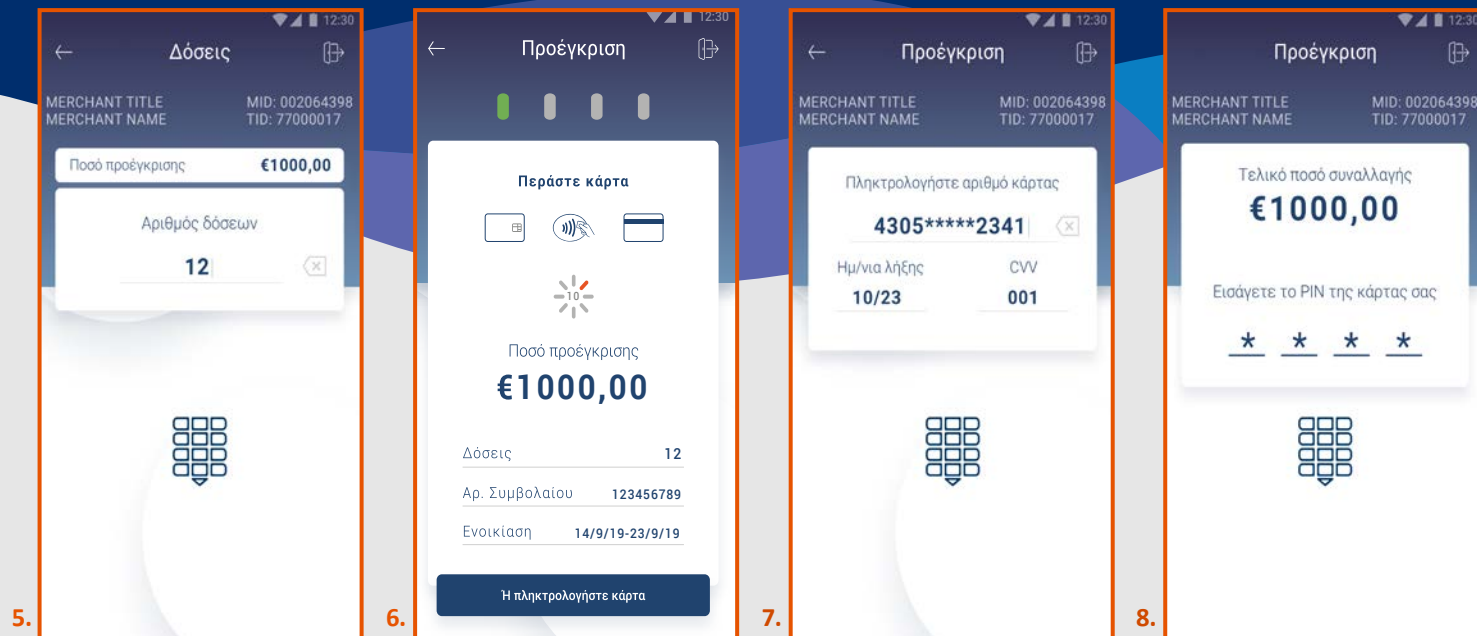 12:30
Δόσεις
MERCHANT TITLE MID: 002064398
MERCHANT NAME TID: 77000017
Ποσό προέγκρισης €1000,00
Αριθμός δόσεων
12
5.
12:30
Προέγκριση
Περάστε κάρτα
10
Ποσό προέγκρισης
€1000,00
Δόσεις 12
Αρ. Συμβολαίου 123456789
Ενοικίαση 14/9/19-23/9/19
Ή πληκτρολογήστε κάρτα
6.
12:30
Προέγκριση
MERCHANT TITLE MID: 002064398
MERCHANT NAME TID: 77000017
Πληκτρολογήστε αριθμό κάρτας
4305*****2341
Ημ/νια λήξης CVV
10/23 001
7.
12:30
Προέγκριση
MERCHANT TITLE MID: 002064398
MERCHANT NAME TID: 77000017
Τελικό ποσό συναλλαγής
€1000,00
Εισάγετε το PIN της κάρτας σας
* * * *
8.